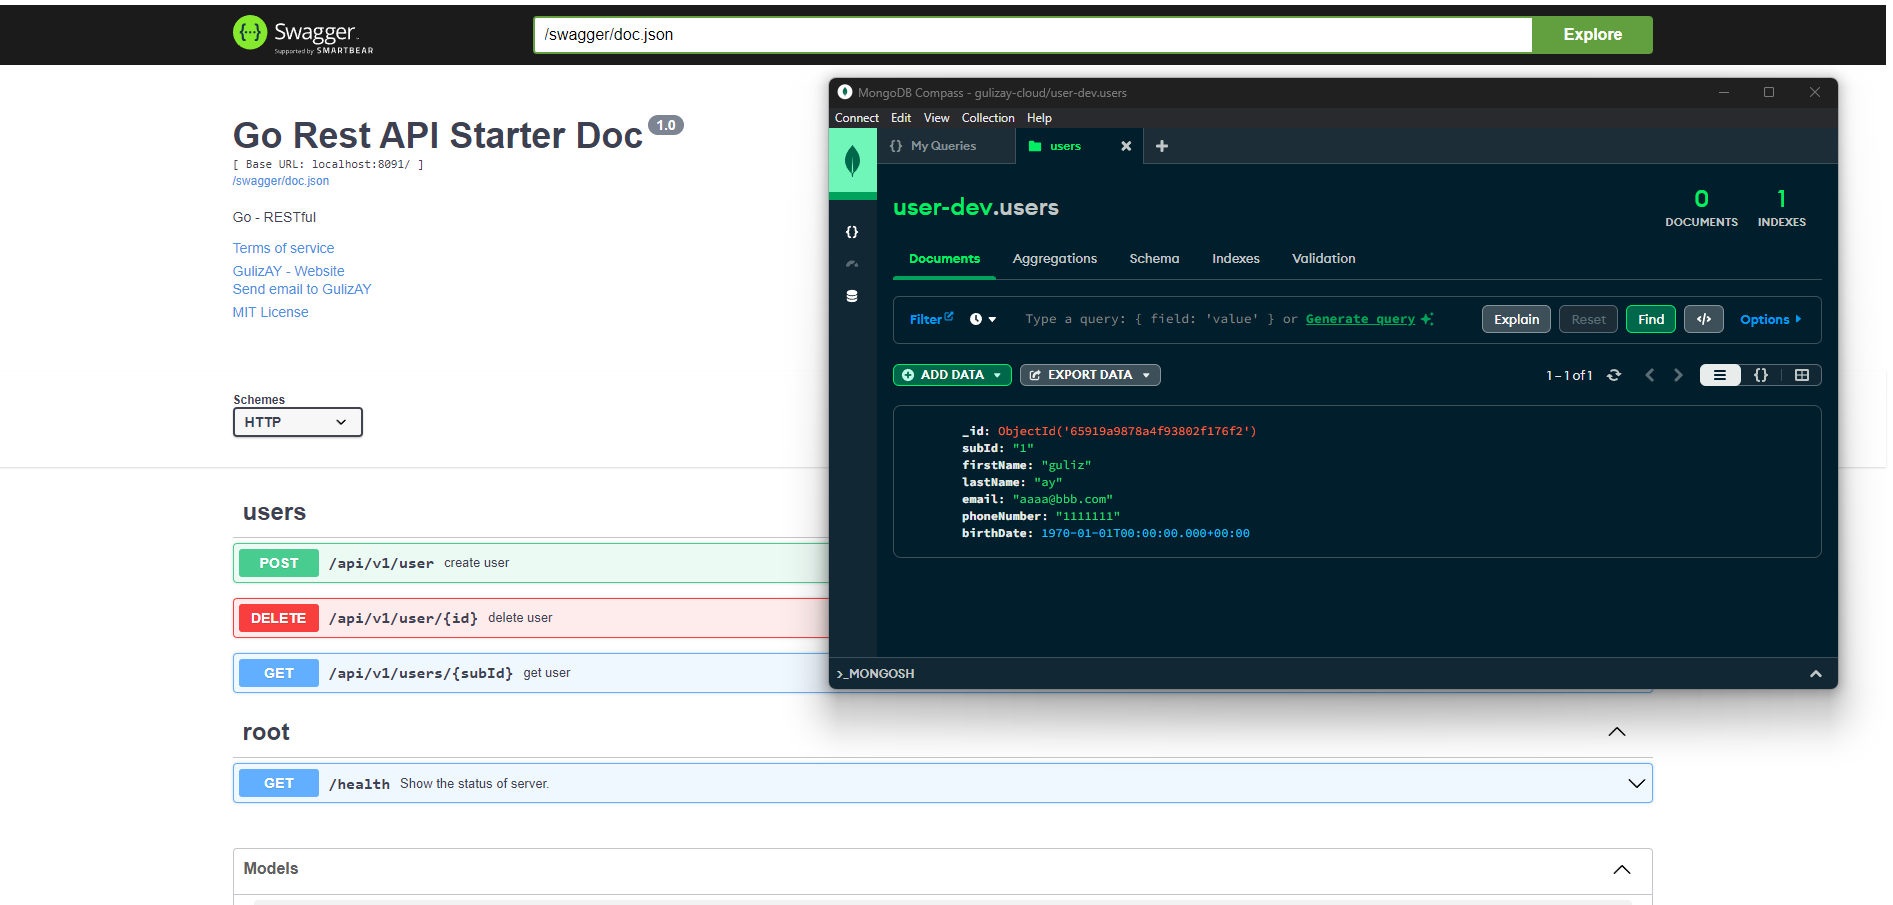 Swagger.
Supported by SMARTBEAR
/swagger/doc.json
Explore
Go Rest API Starter Doc 1.0
[ Base URL: localhost:8091/ ]
/swagger/doc.json
Go - RESTful
Terms of service
GulizAY - Website
Send email to GulizAY
MIT License
Schemes
HTTP
users
POST /api/v1/user create user
DELETE /api/v1/user/{id} delete user
GET /api/v1/users/{subId} get user
root
GET /health Show the status of server.
Models
MongoDB Compass - gulizay-cloud/user-dev.users
Connect Edit View Collection Help
{} My Queries users
user-dev.users
0 1
DOCUMENTS INDEXES
Documents Aggregations Schema Indexes Validation
Filter Type a query: { field: 'value' } or Generate query Explain Reset Find </> Options
ADD DATA EXPORT DATA 1 – 1 of 1 {}
_id: ObjectId('65919a9878a4f93802f176f2')
subId: "1"
firstName: "guliz"
lastName: "ay"
email: "aaaa@bbb.com"
phoneNumber: "1111111"
birthDate: 1970-01-01T00:00:00.000+00:00
>_MONGOSH